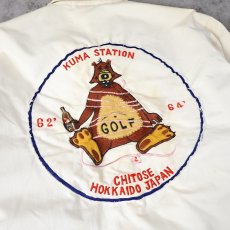 KUMA STATION
62' 64'
GOLF
CHITOSE
HOKKAIDO JAPAN